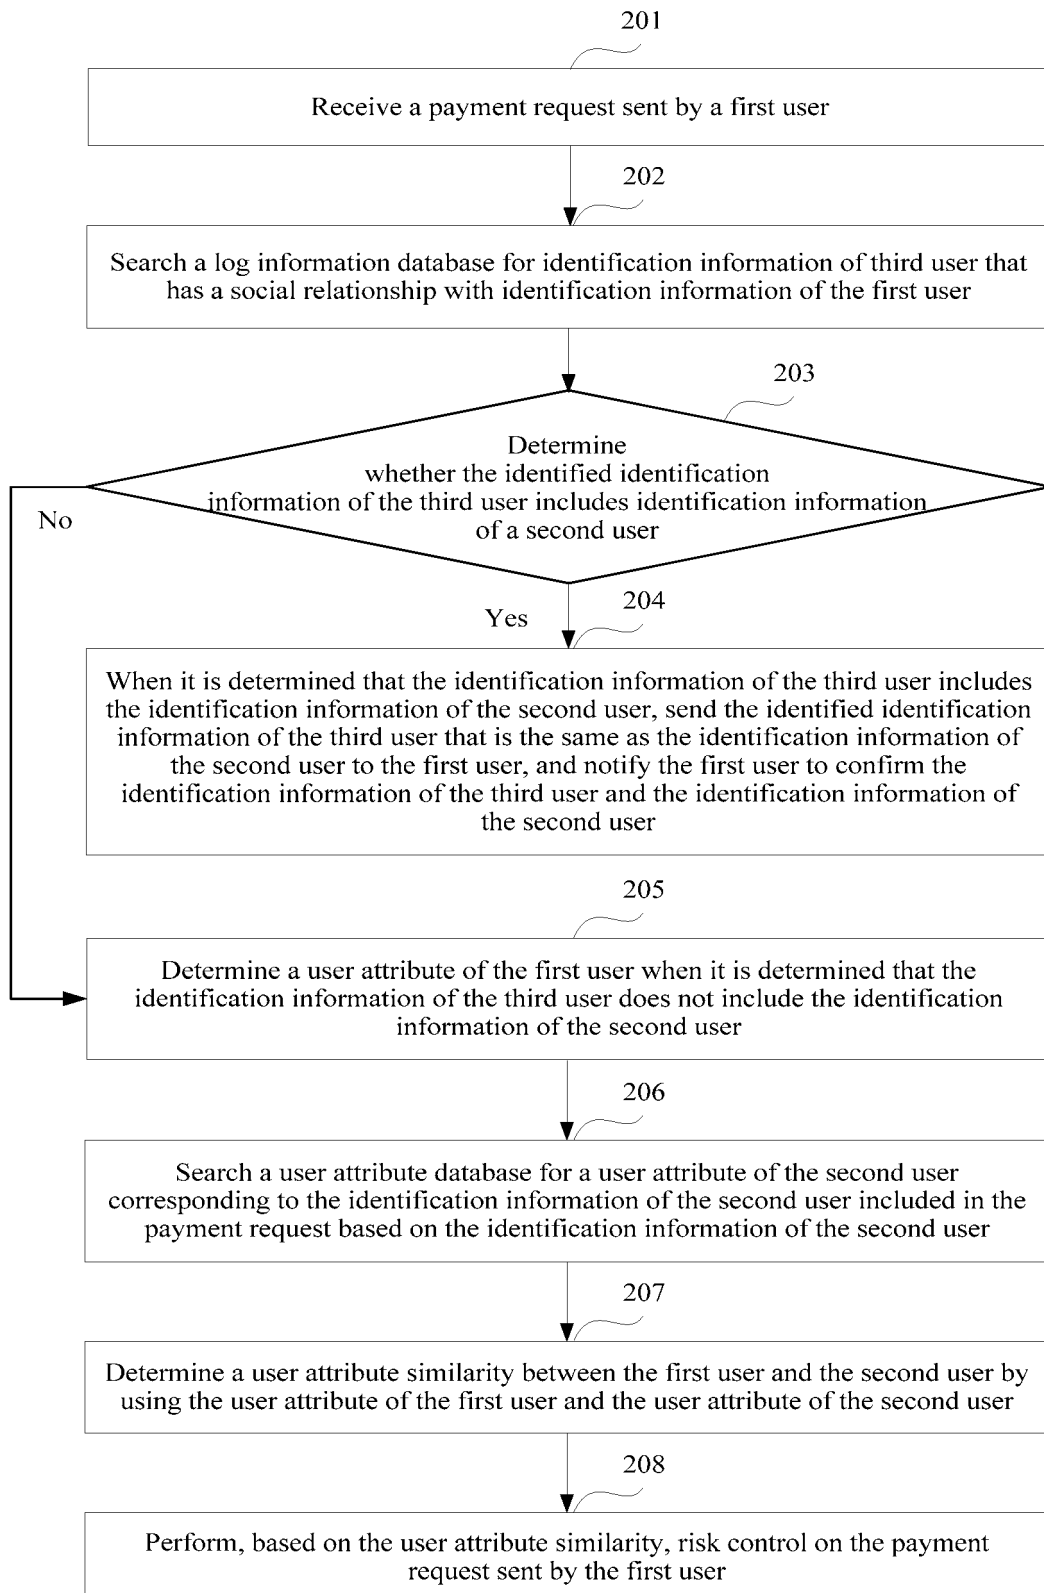 201
Receive a payment request sent by a first user
202
Search a log information database for identification information of third user that
has a social relationship with identification information of the first user
203
Determine
whether the identified identification
information of the third user includes identification information
of a second user
No
Yes
204
When it is determined that the identification information of the third user includes
the identification information of the second user, send the identified identification
information of the third user that is the same as the identification information of
the second user to the first user, and notify the first user to confirm the
identification information of the third user and the identification information of
the second user
205
Determine a user attribute of the first user when it is determined that the
identification information of the third user does not include the identification
information of the second user
206
Search a user attribute database for a user attribute of the second user
corresponding to the identification information of the second user included in the
payment request based on the identification information of the second user
207
Determine a user attribute similarity between the first user and the second user by
using the user attribute of the first user and the user attribute of the second user
208
Perform, based on the user attribute similarity, risk control on the payment
request sent by the first user